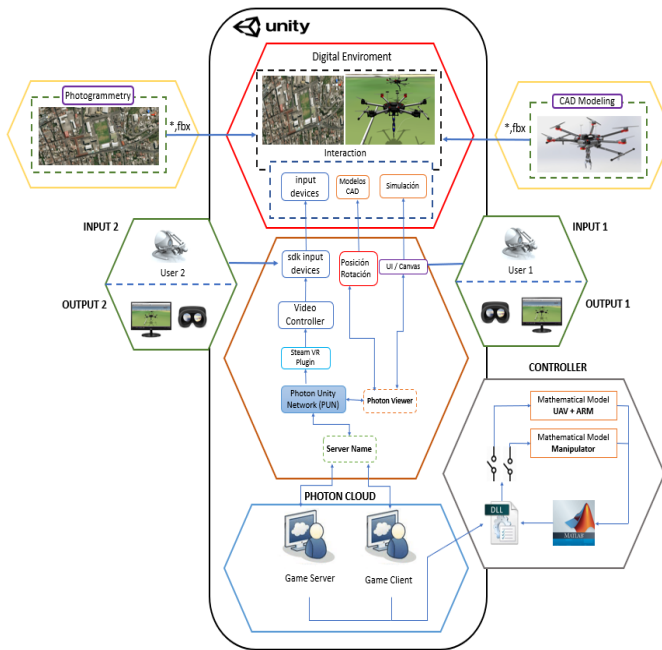 unity
Digital Enviroment
Photogrammetry
*,fbx
CAD Modeling
*,fbx
Interaction
input
devices
Modelos
CAD
Simulación
INPUT 2
INPUT 1
User 2
sdk input
devices
Posición
Rotación
UI / Canvas
User 1
OUTPUT 2
OUTPUT 1
Video
Controller
Steam VR
Plugin
CONTROLLER
Photon Unity
Network (PUN)
Photon Viewer
Mathematical Model
UAV + ARM
Server Name
Mathematical Model
Manipulator
PHOTON CLOUD
DLL
MATLAB
Game Server
Game Client